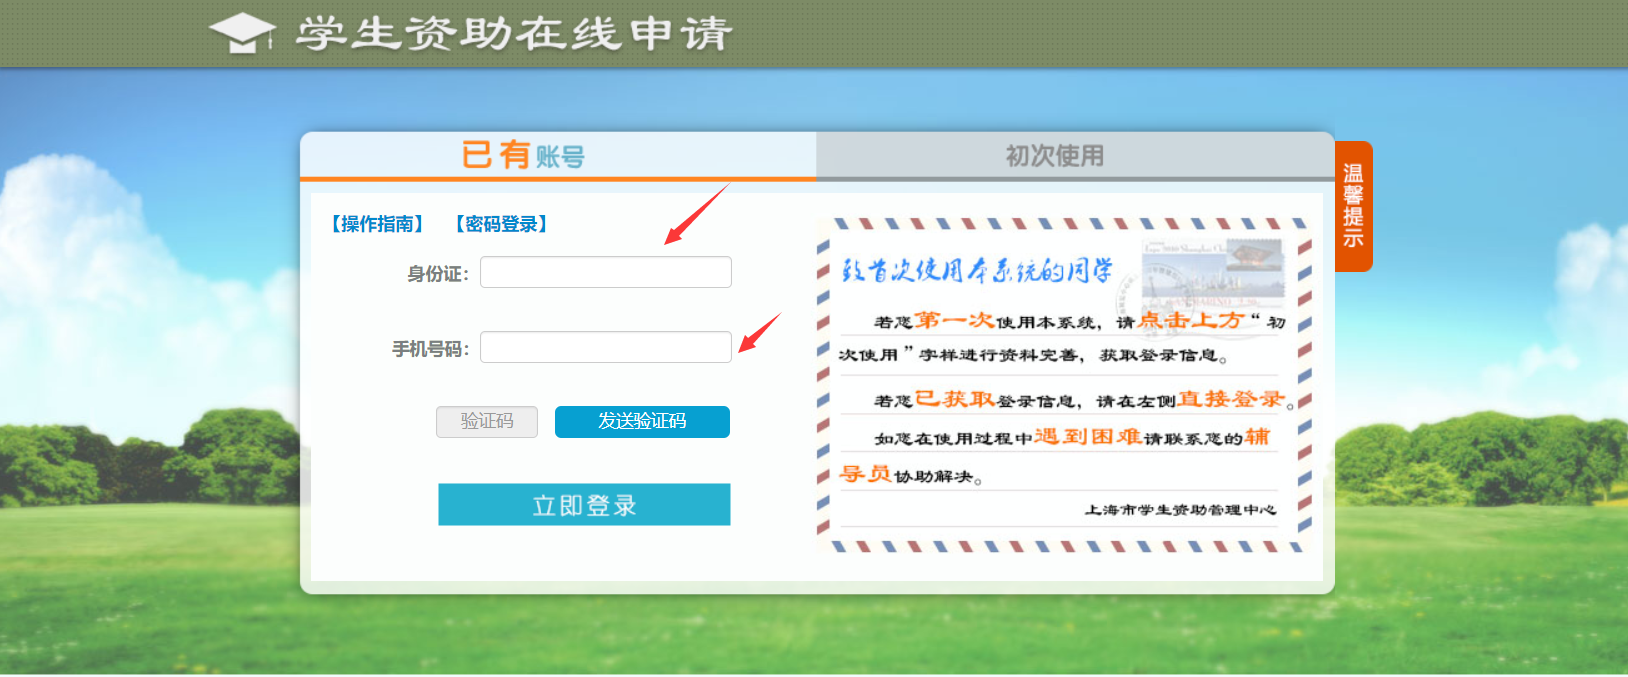 学生资助在线申请
已有账号
初次使用
温馨提示
【操作指南】 【密码登录】
身份证：
手机号码：
验证码 发送验证码
立即登录
致首次使用本系统的同学
若您第一次使用本系统，请点击上方“初
次使用”字样进行资料完善，获取登录信息。
若您已获取登录信息，请在左侧直接登录。
如您在使用过程中遇到困难请联系您的辅
导员协助解决。
上海市学生资助管理中心